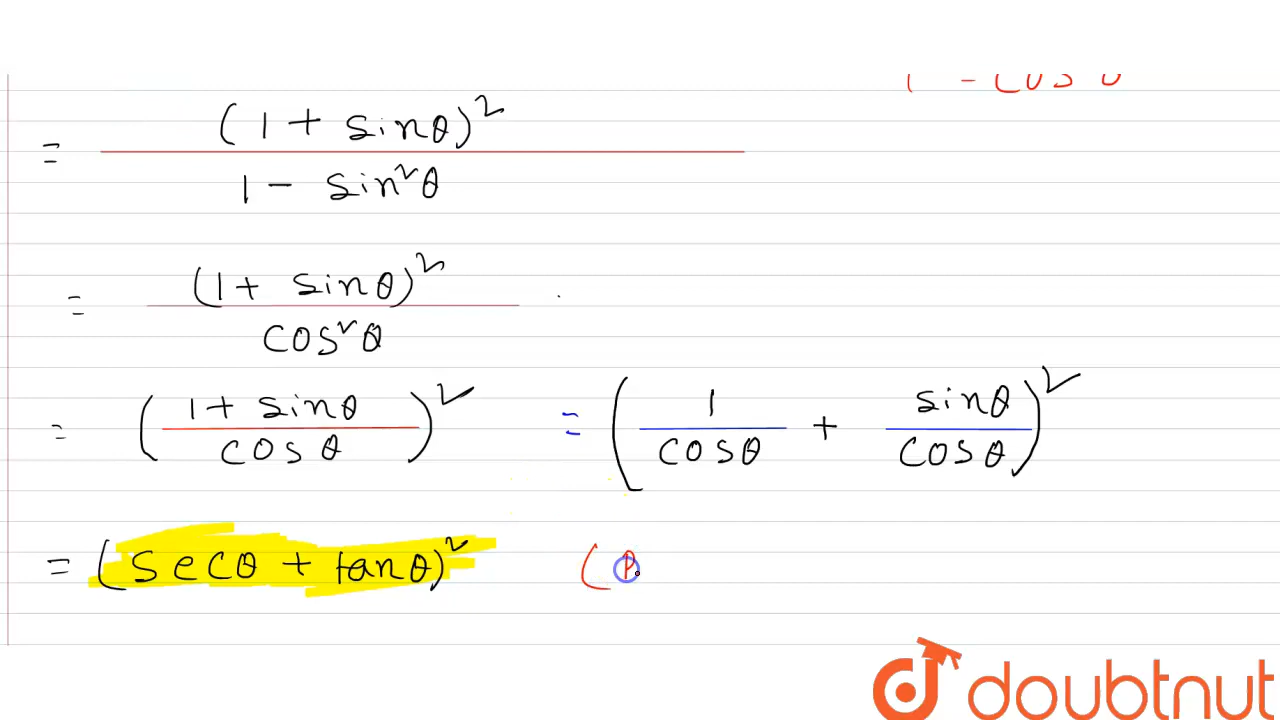 = (1 + sinθ)² / 1 - sin²θ
= (1 + sinθ)² / cos²θ
= (1 + sinθ / cosθ)² = (1 / cosθ + sinθ / cosθ)²
= (secθ + tanθ)² (P
doubtnut